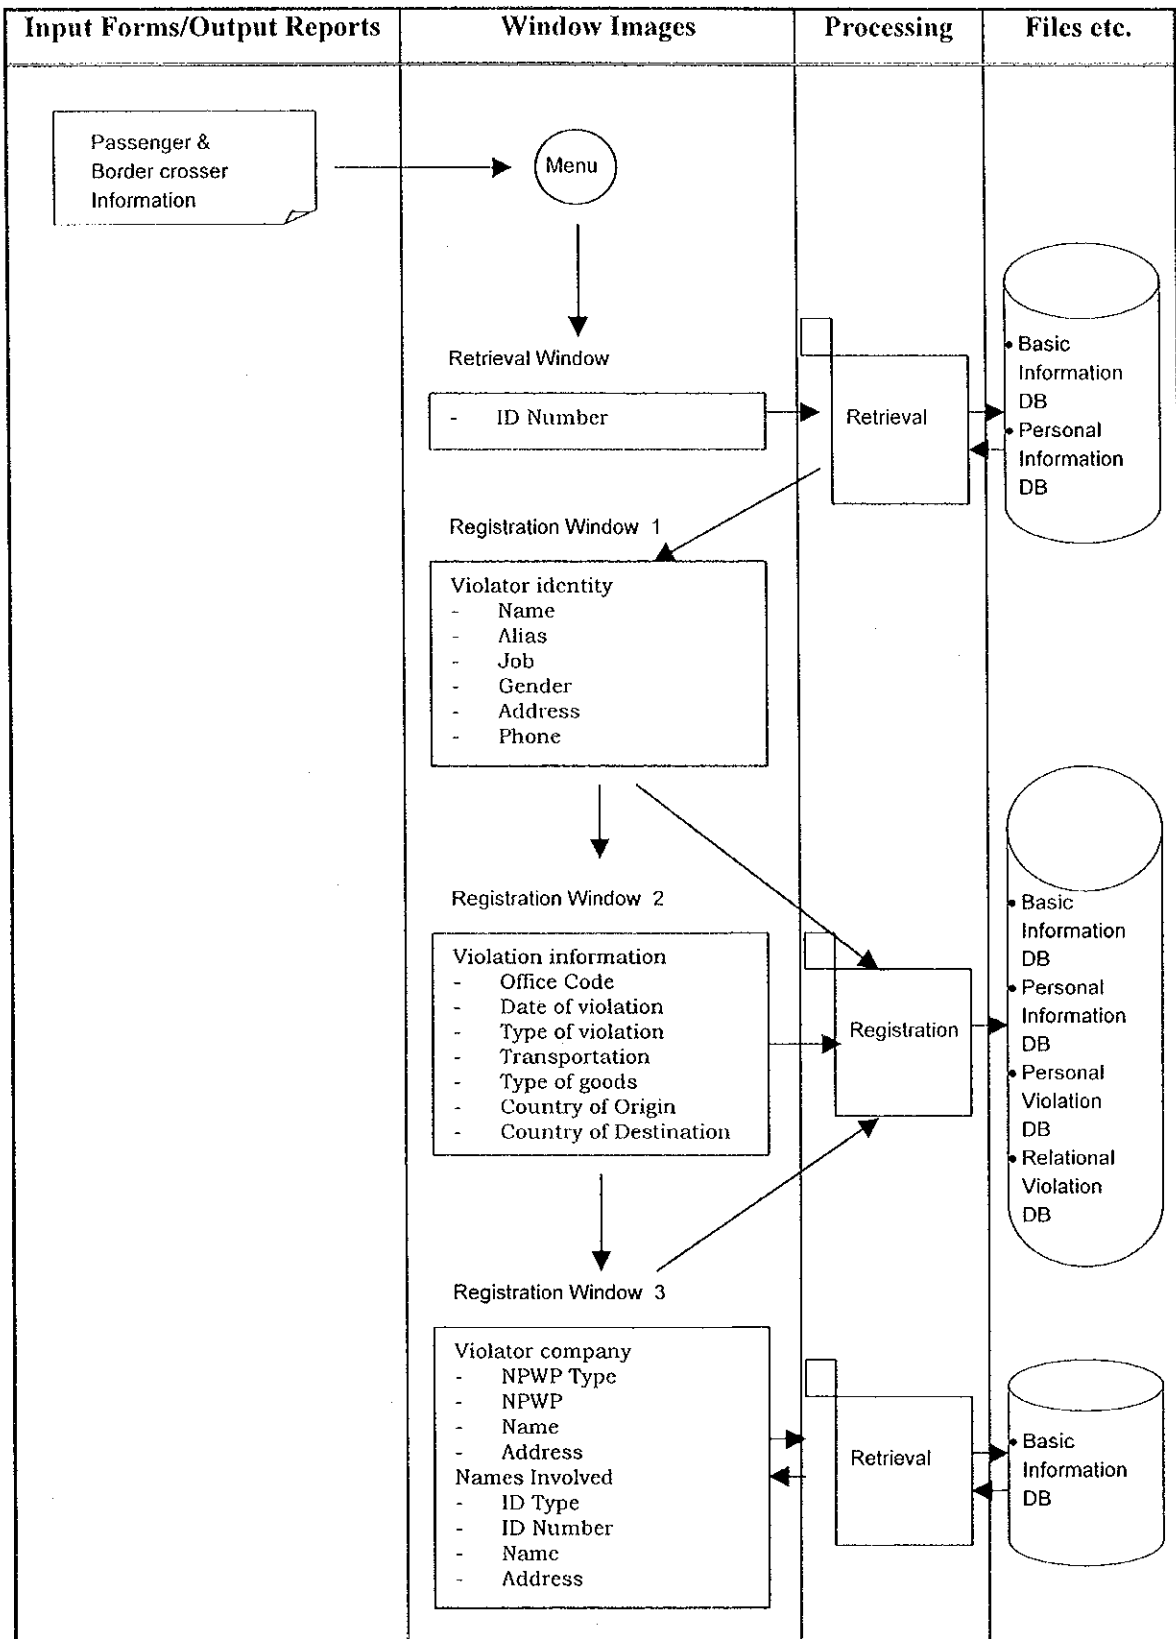 Input Forms/Output Reports
Window Images
Processing
Files etc.
Passenger &
Border crosser
Information
Menu
Retrieval Window
- ID Number
Retrieval
• Basic
Information
DB
• Personal
Information
DB
Registration Window 1
Violator identity
- Name
- Alias
- Job
- Gender
- Address
- Phone
Registration Window 2
Violation information
- Office Code
- Date of violation
- Type of violation
- Transportation
- Type of goods
- Country of Origin
- Country of Destination
Registration
• Basic
Information
DB
• Personal
Information
DB
• Personal
Violation
DB
• Relational
Violation
DB
Registration Window 3
Violator company
- NPWP Type
- NPWP
- Name
- Address
Names Involved
- ID Type
- ID Number
- Name
- Address
Retrieval
• Basic
Information
DB